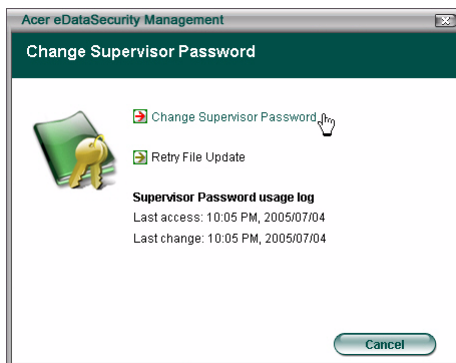 Acer eDataSecurity Management
Change Supervisor Password
Change Supervisor Password
Retry File Update
Supervisor Password usage log
Last access: 10:05 PM, 2005/07/04
Last change: 10:05 PM, 2005/07/04
Cancel